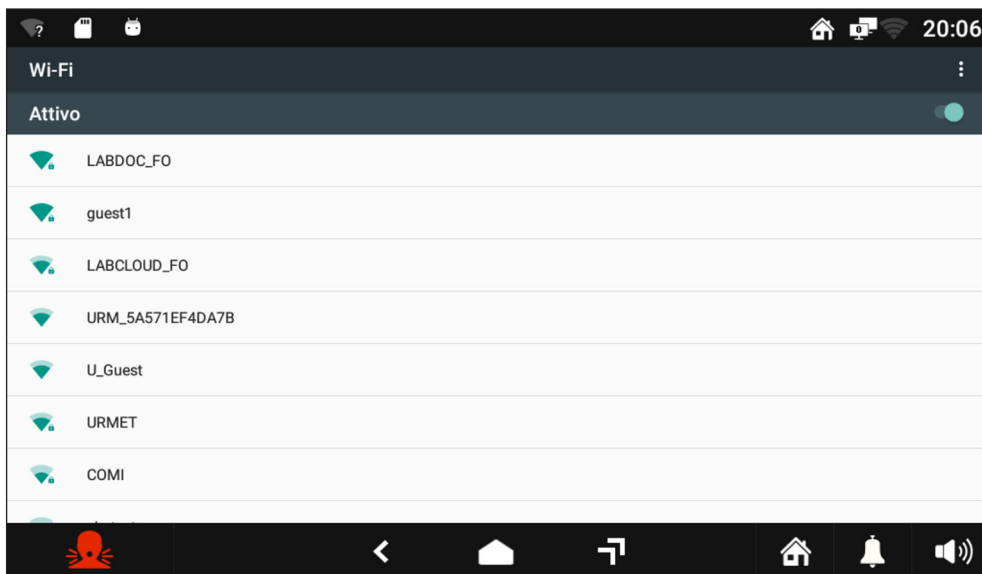 20:06
Wi-Fi
Attivo
LABDOC_FO
guest1
LABCLOUD_FO
URM_5A571EF4DA7B
U_Guest
URMET
COMI